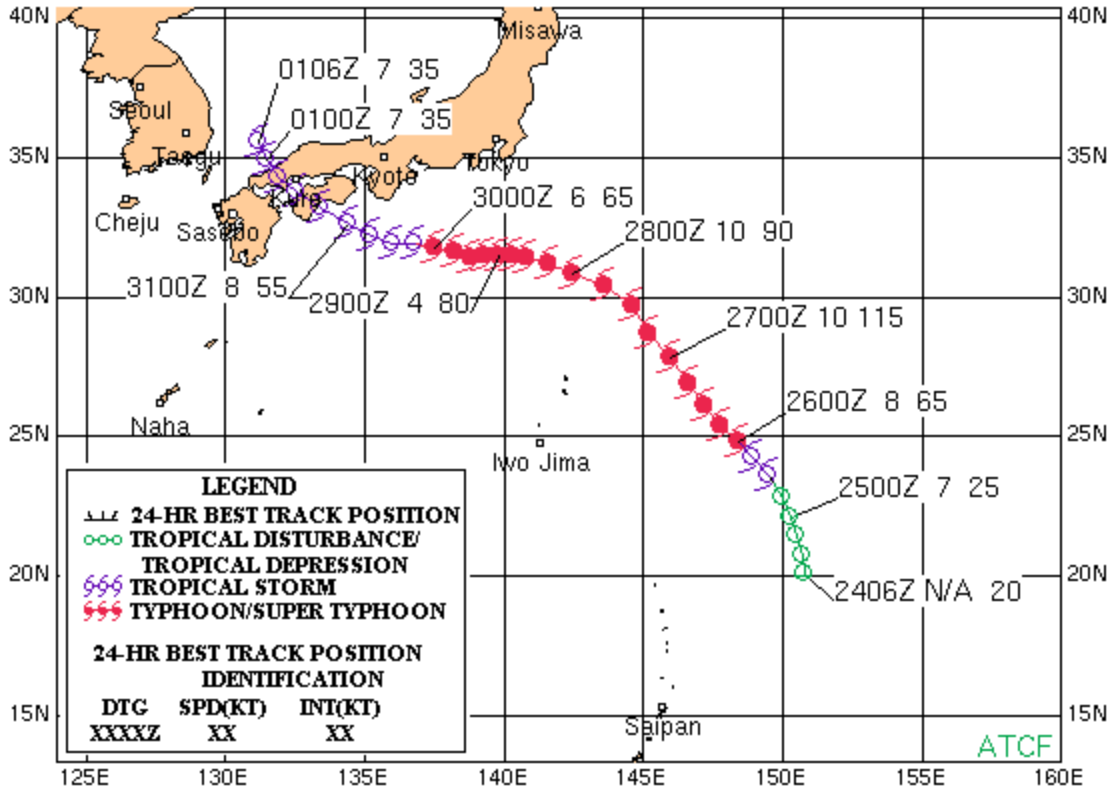 40N
40N
Misawa
0106Z 7 35
Seoul
0100Z 7 35
35N
35N
Taegu
Tokyo
Kyoto
Kure
3000Z 6 65
Cheju
Sasebo
2800Z 10 90
3100Z 8 55
2900Z 4 80
30N
30N
2700Z 10 115
2600Z 8 65
Naha
25N
25N
Iwo Jima
LEGEND
24-HR BEST TRACK POSITION
TROPICAL DISTURBANCE/
TROPICAL DEPRESSION
TROPICAL STORM
TYPHOON/SUPER TYPHOON
2500Z 7 25
20N
20N
2406Z N/A 20
24-HR BEST TRACK POSITION
IDENTIFICATION
DTG SPD(KT) INT(KT)
XXXXZ XX XX
15N
15N
Saipan
ATCF
125E 130E 135E 140E 145E 150E 155E 160E